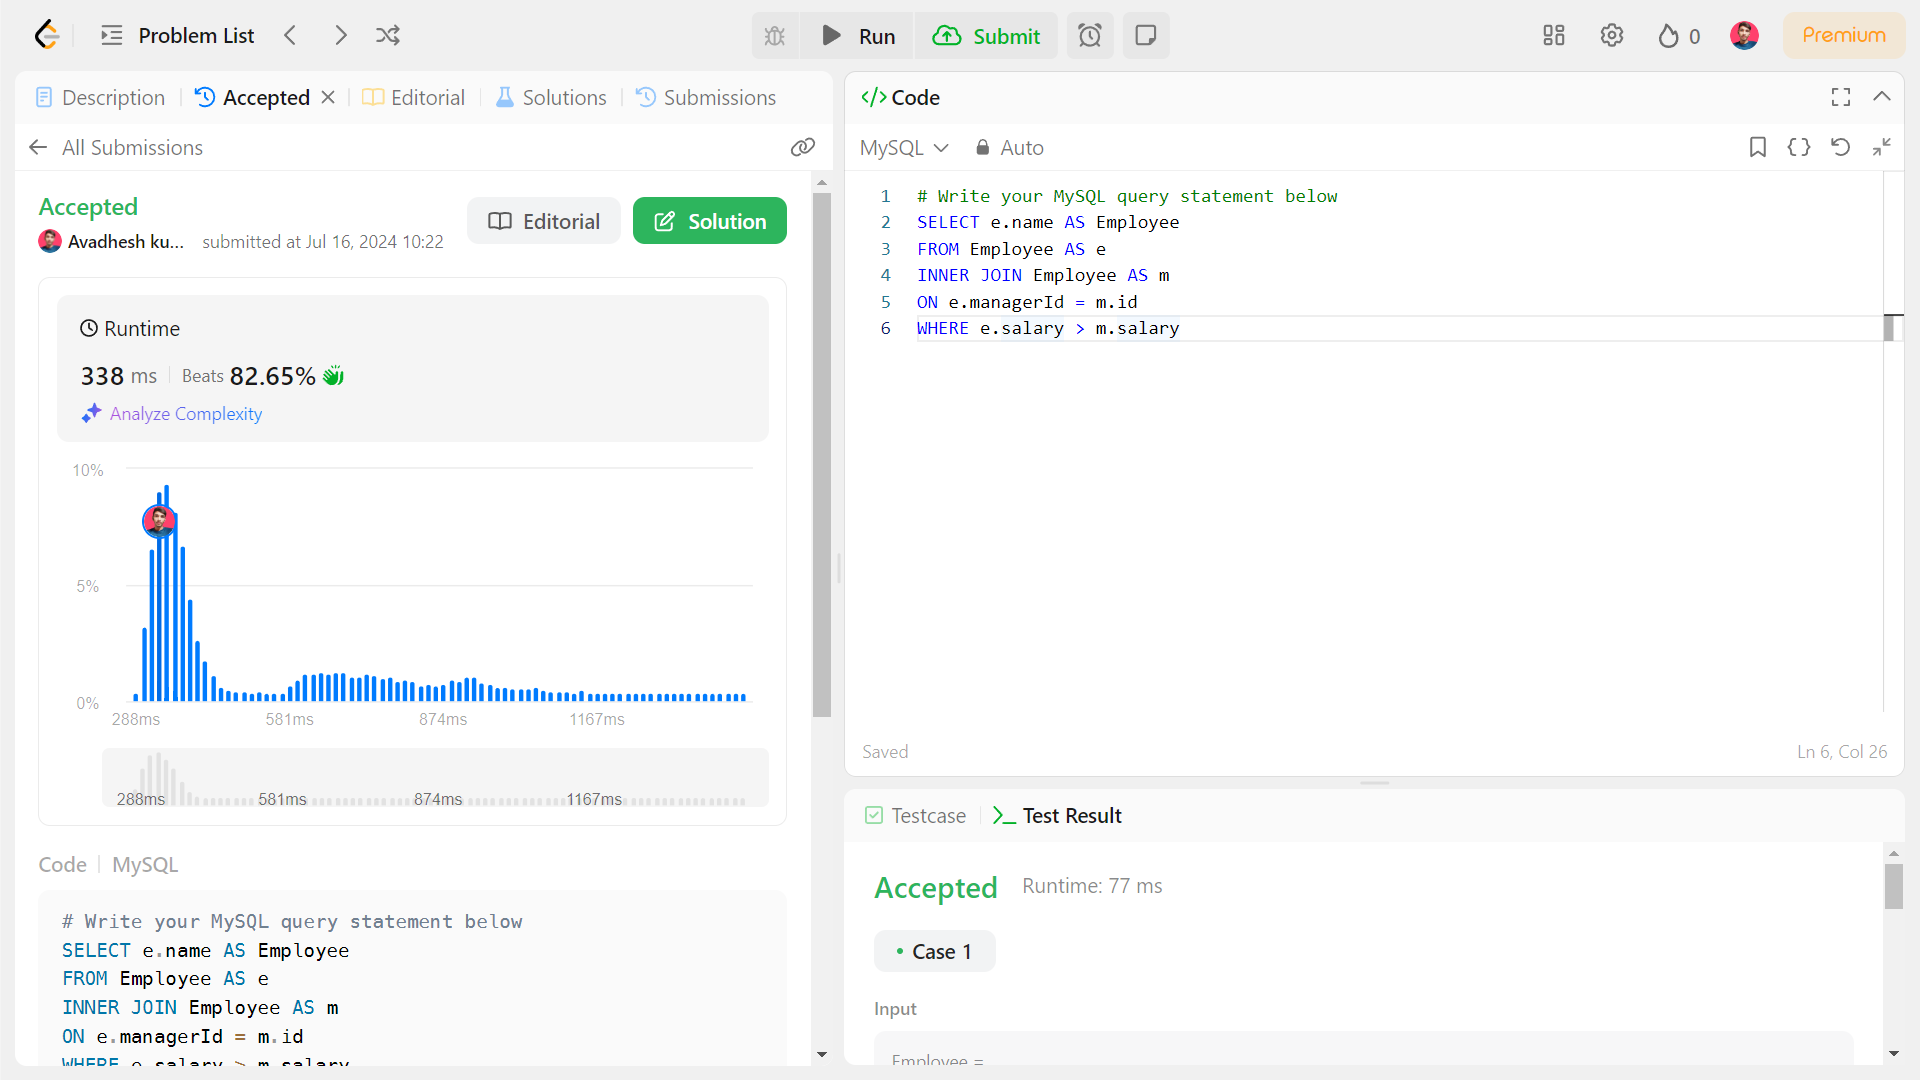 Problem List
Run
Submit
0
Premium
Description
Accepted
Editorial
Solutions
Submissions
All Submissions
Accepted
Avadhesh ku...
submitted at Jul 16, 2024 10:22
Editorial
Solution
Runtime
338 ms
Beats 82.65%
Analyze Complexity
10%
5%
0%
288ms 581ms 874ms 1167ms
288ms 581ms 874ms 1167ms
Code
MySQL
# Write your MySQL query statement below
SELECT e.name AS Employee
FROM Employee AS e
INNER JOIN Employee AS m
ON e.managerId = m.id
WHERE e.salary > m.salary
</> Code
MySQL
Auto
1 # Write your MySQL query statement below
2 SELECT e.name AS Employee
3 FROM Employee AS e
4 INNER JOIN Employee AS m
5 ON e.managerId = m.id
6 WHERE e.salary > m.salary
Saved
Ln 6, Col 26
Testcase
Test Result
Accepted
Runtime: 77 ms
Case 1
Input
Employee =